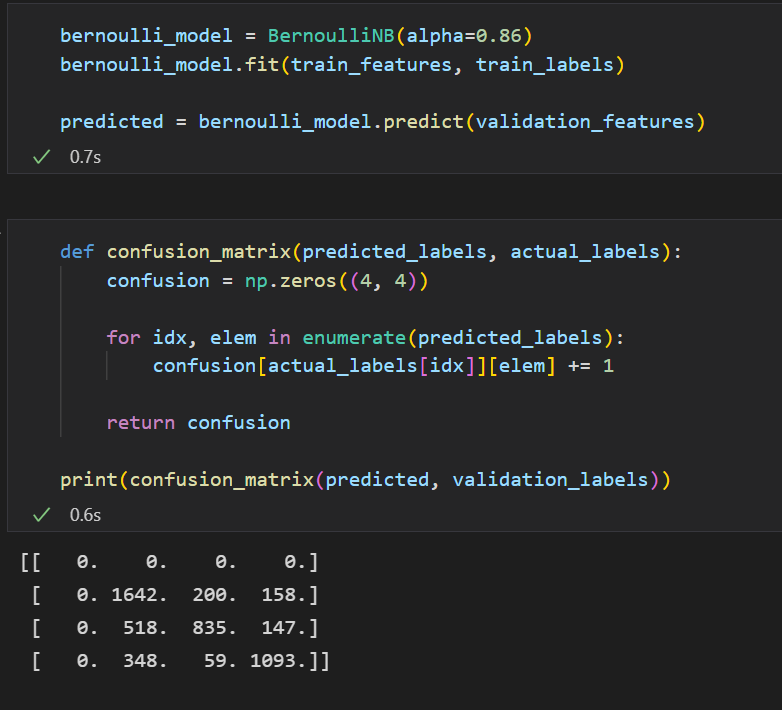 bernoulli_model = BernoulliNB(alpha=0.86)
bernoulli_model.fit(train_features, train_labels)
predicted = bernoulli_model.predict(validation_features)
0.7s
def confusion_matrix(predicted_labels, actual_labels):
confusion = np.zeros((4, 4))
for idx, elem in enumerate(predicted_labels):
confusion[actual_labels[idx]][elem] += 1
return confusion
print(confusion_matrix(predicted, validation_labels))
0.6s
[[   0.    0.    0.    0.]
[   0. 1642.  200.  158.]
[   0.  518.  835.  147.]
[   0.  348.   59. 1093.]]